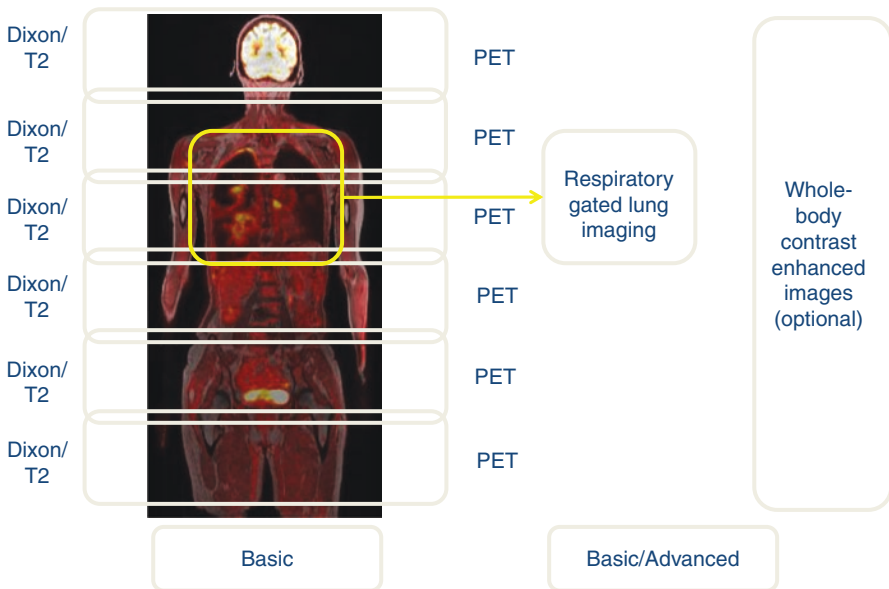 Dixon/
T2
PET
Dixon/
T2
PET
Dixon/
T2
PET
Dixon/
T2
PET
Dixon/
T2
PET
Dixon/
T2
PET
Respiratory
gated lung
imaging
Whole-
body
contrast
enhanced
images
(optional)
Basic
Basic/Advanced